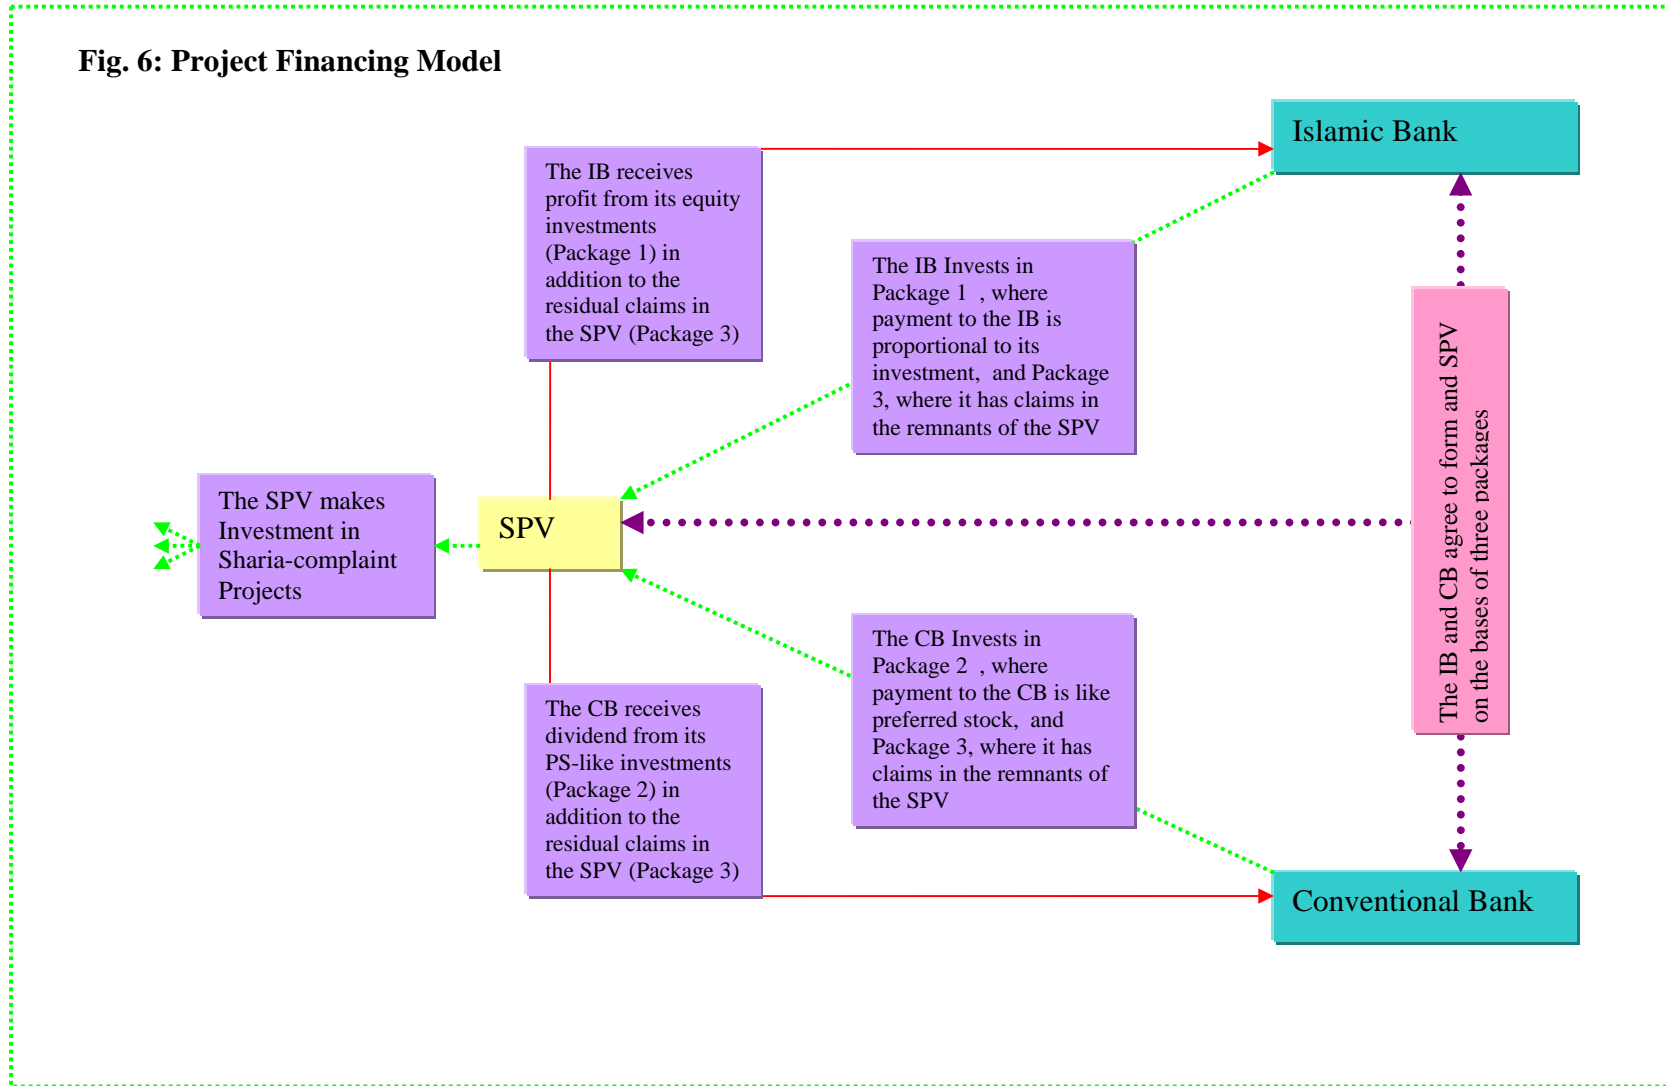 Fig. 6: Project Financing Model
Islamic Bank
The IB receives
profit from its equity
investments
(Package 1) in
addition to the
residual claims in
the SPV (Package 3)
The IB Invests in
Package 1 , where
payment to the IB is
proportional to its
investment, and Package
3, where it has claims in
the remnants of the SPV
The IB and CB agree to form and SPV
on the bases of three packages
The SPV makes
Investment in
Sharia-complaint
Projects
SPV
The CB Invests in
Package 2 , where
payment to the CB is like
preferred stock, and
Package 3, where it has
claims in the remnants of
the SPV
The CB receives
dividend from its
PS-like investments
(Package 2) in
addition to the
residual claims in
the SPV (Package 3)
Conventional Bank